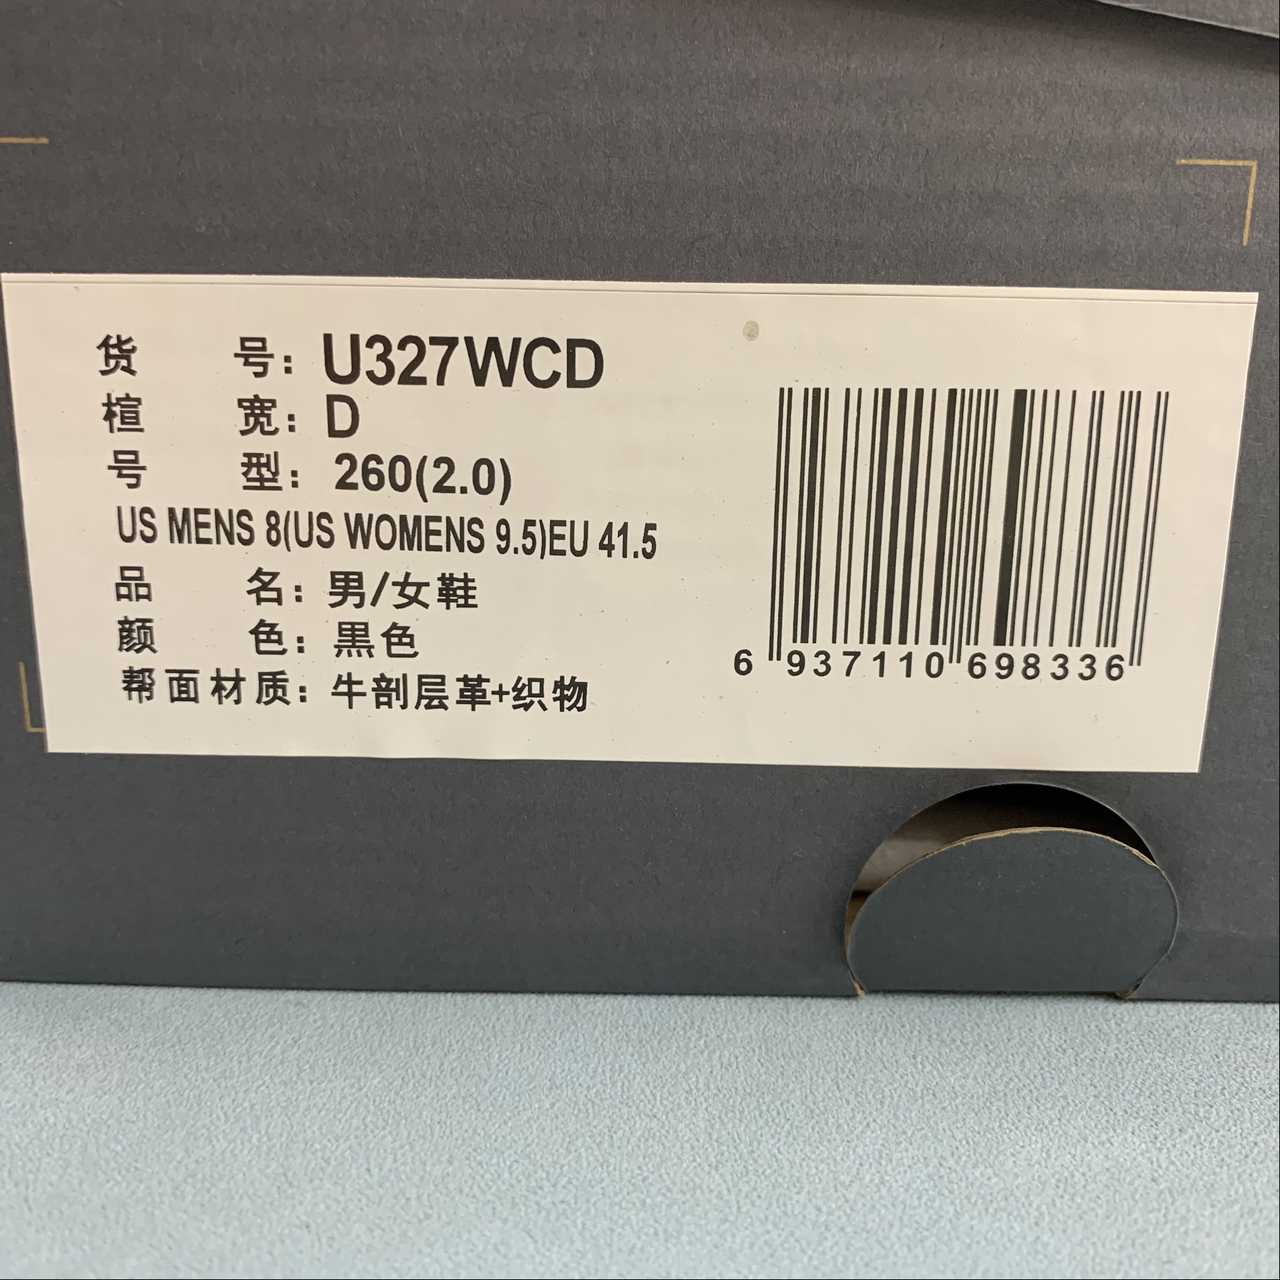 货 号: U327WCD
楦 宽: D
号 型: 260(2.0)
US MENS 8(US WOMENS 9.5)EU 41.5
品 名: 男/女鞋
颜 色: 黑色
帮面材质: 牛剖层革+织物
6 937110 698336